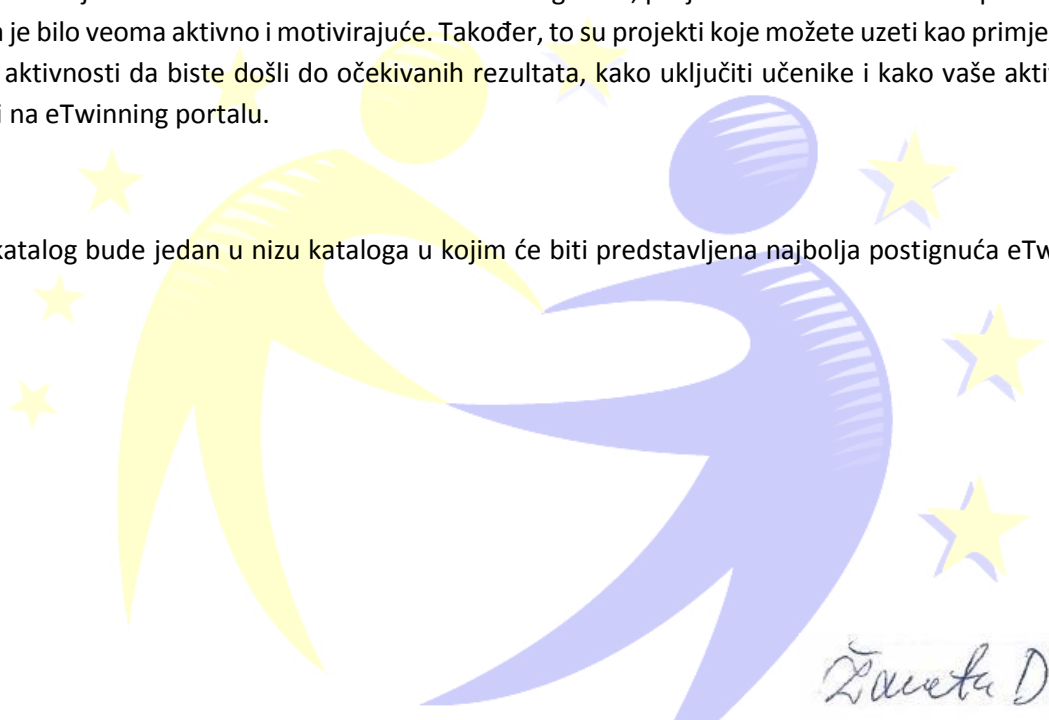 je bilo veoma aktivno i motivirajuće. Također, to su projekti koje možete uzeti kao primje
aktivnosti da biste došli do očekivanih rezultata, kako uključiti učenike i kako vaše akti
i na eTwinning portalu.
katalog bude jedan u nizu kataloga u kojim će biti predstavljena najbolja postignuća eTw
Žaneta D